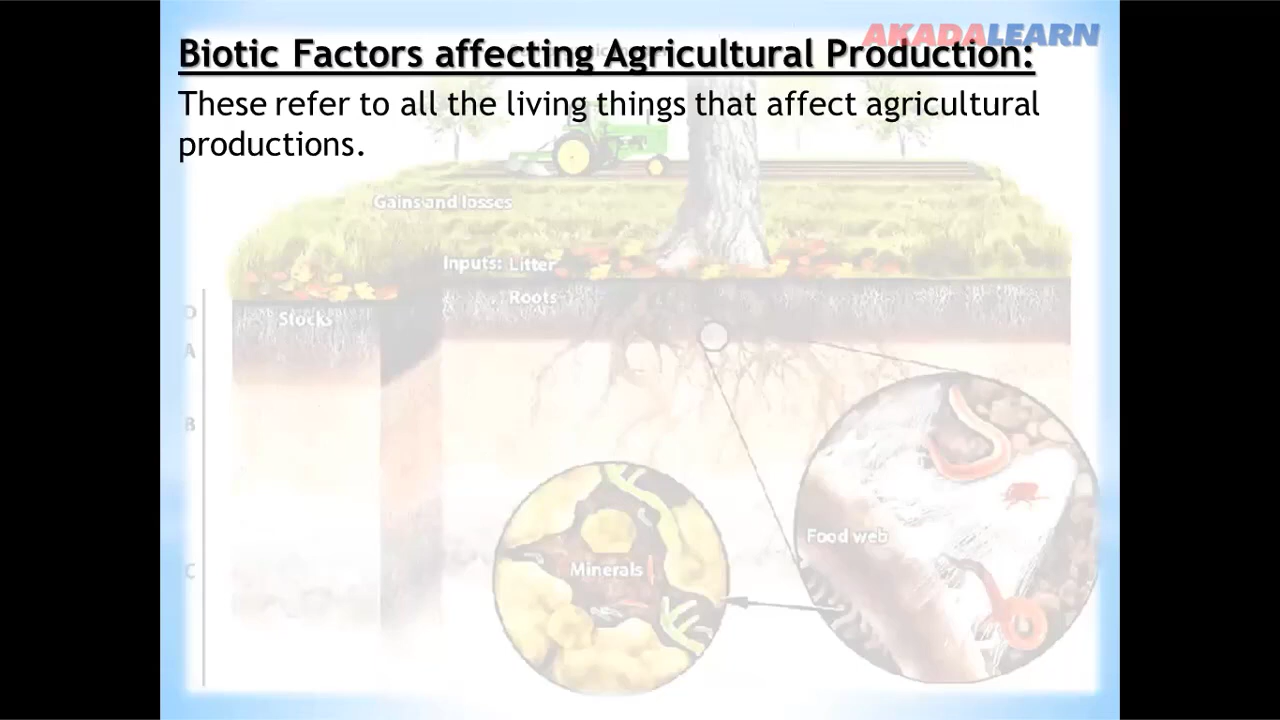 AKADALEARN
Biotic Factors affecting Agricultural Production:
These refer to all the living things that affect agricultural
productions.
Gains and losses
Inputs: Litter
Roots
Stocks
O
A
B
Food web
Minerals
C